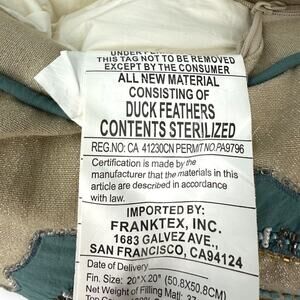 UNDER PEN
THIS TAG NOT TO BE REMOVED
EXCEPT BY THE CONSUMER
ALL NEW MATERIAL
CONSISTING OF
DUCK FEATHERS
CONTENTS STERILIZED
REG.NO: CA 41230CN PERMIT NO.PA9796
Certification is made by the
manufacturer that the materials in this
article are described in accordance
with law.
IMPORTED BY:
FRANKTEX, INC.
1683 GALVEZ AVE.,
SAN FRANCISCO, CA94124
Date of Delivery
Fin. Size: 20"X 20" (50.8X50.8CM)
Net Weight of Filling Matl: 37